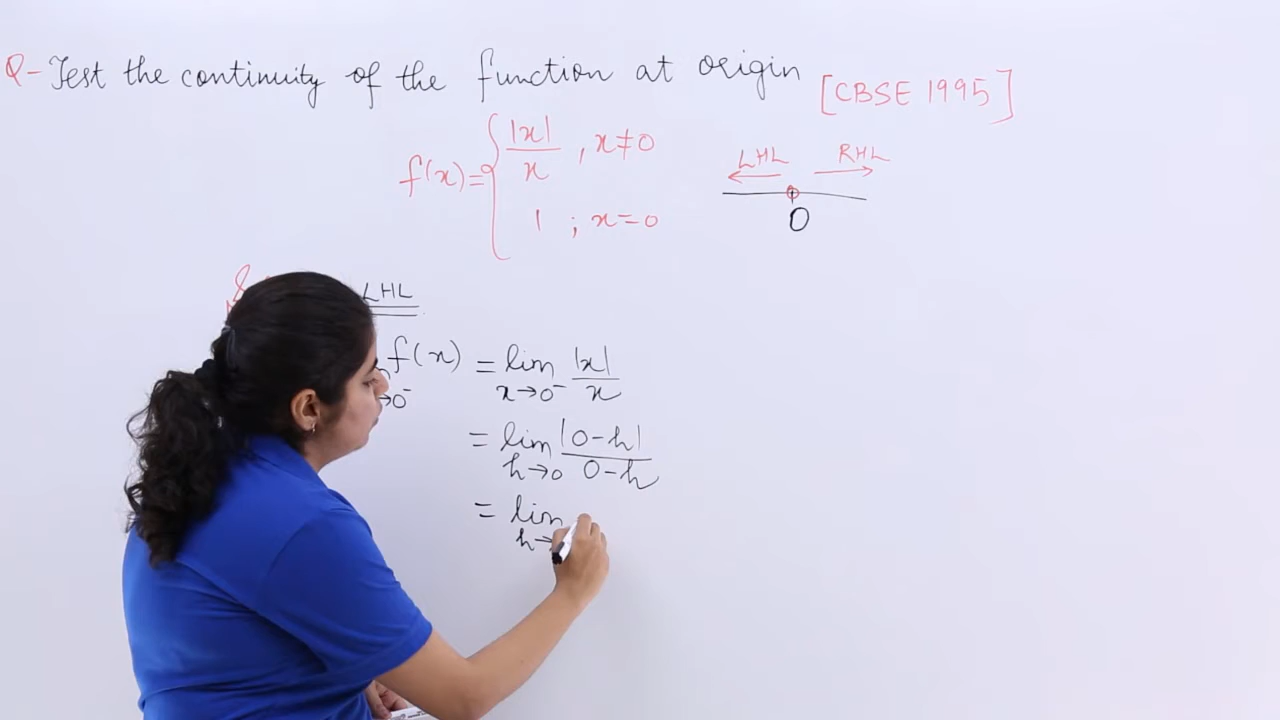 Q- Test the continuity of the function at origin [CBSE 1995]
f(x)= { |x|/x , x≠0
1 ; x=0
LHL RHL
0
LHL
f(x) = lim x→0⁻ |x|/x
→0⁻
= lim h→0 |0-h|/0-h
= lim h→